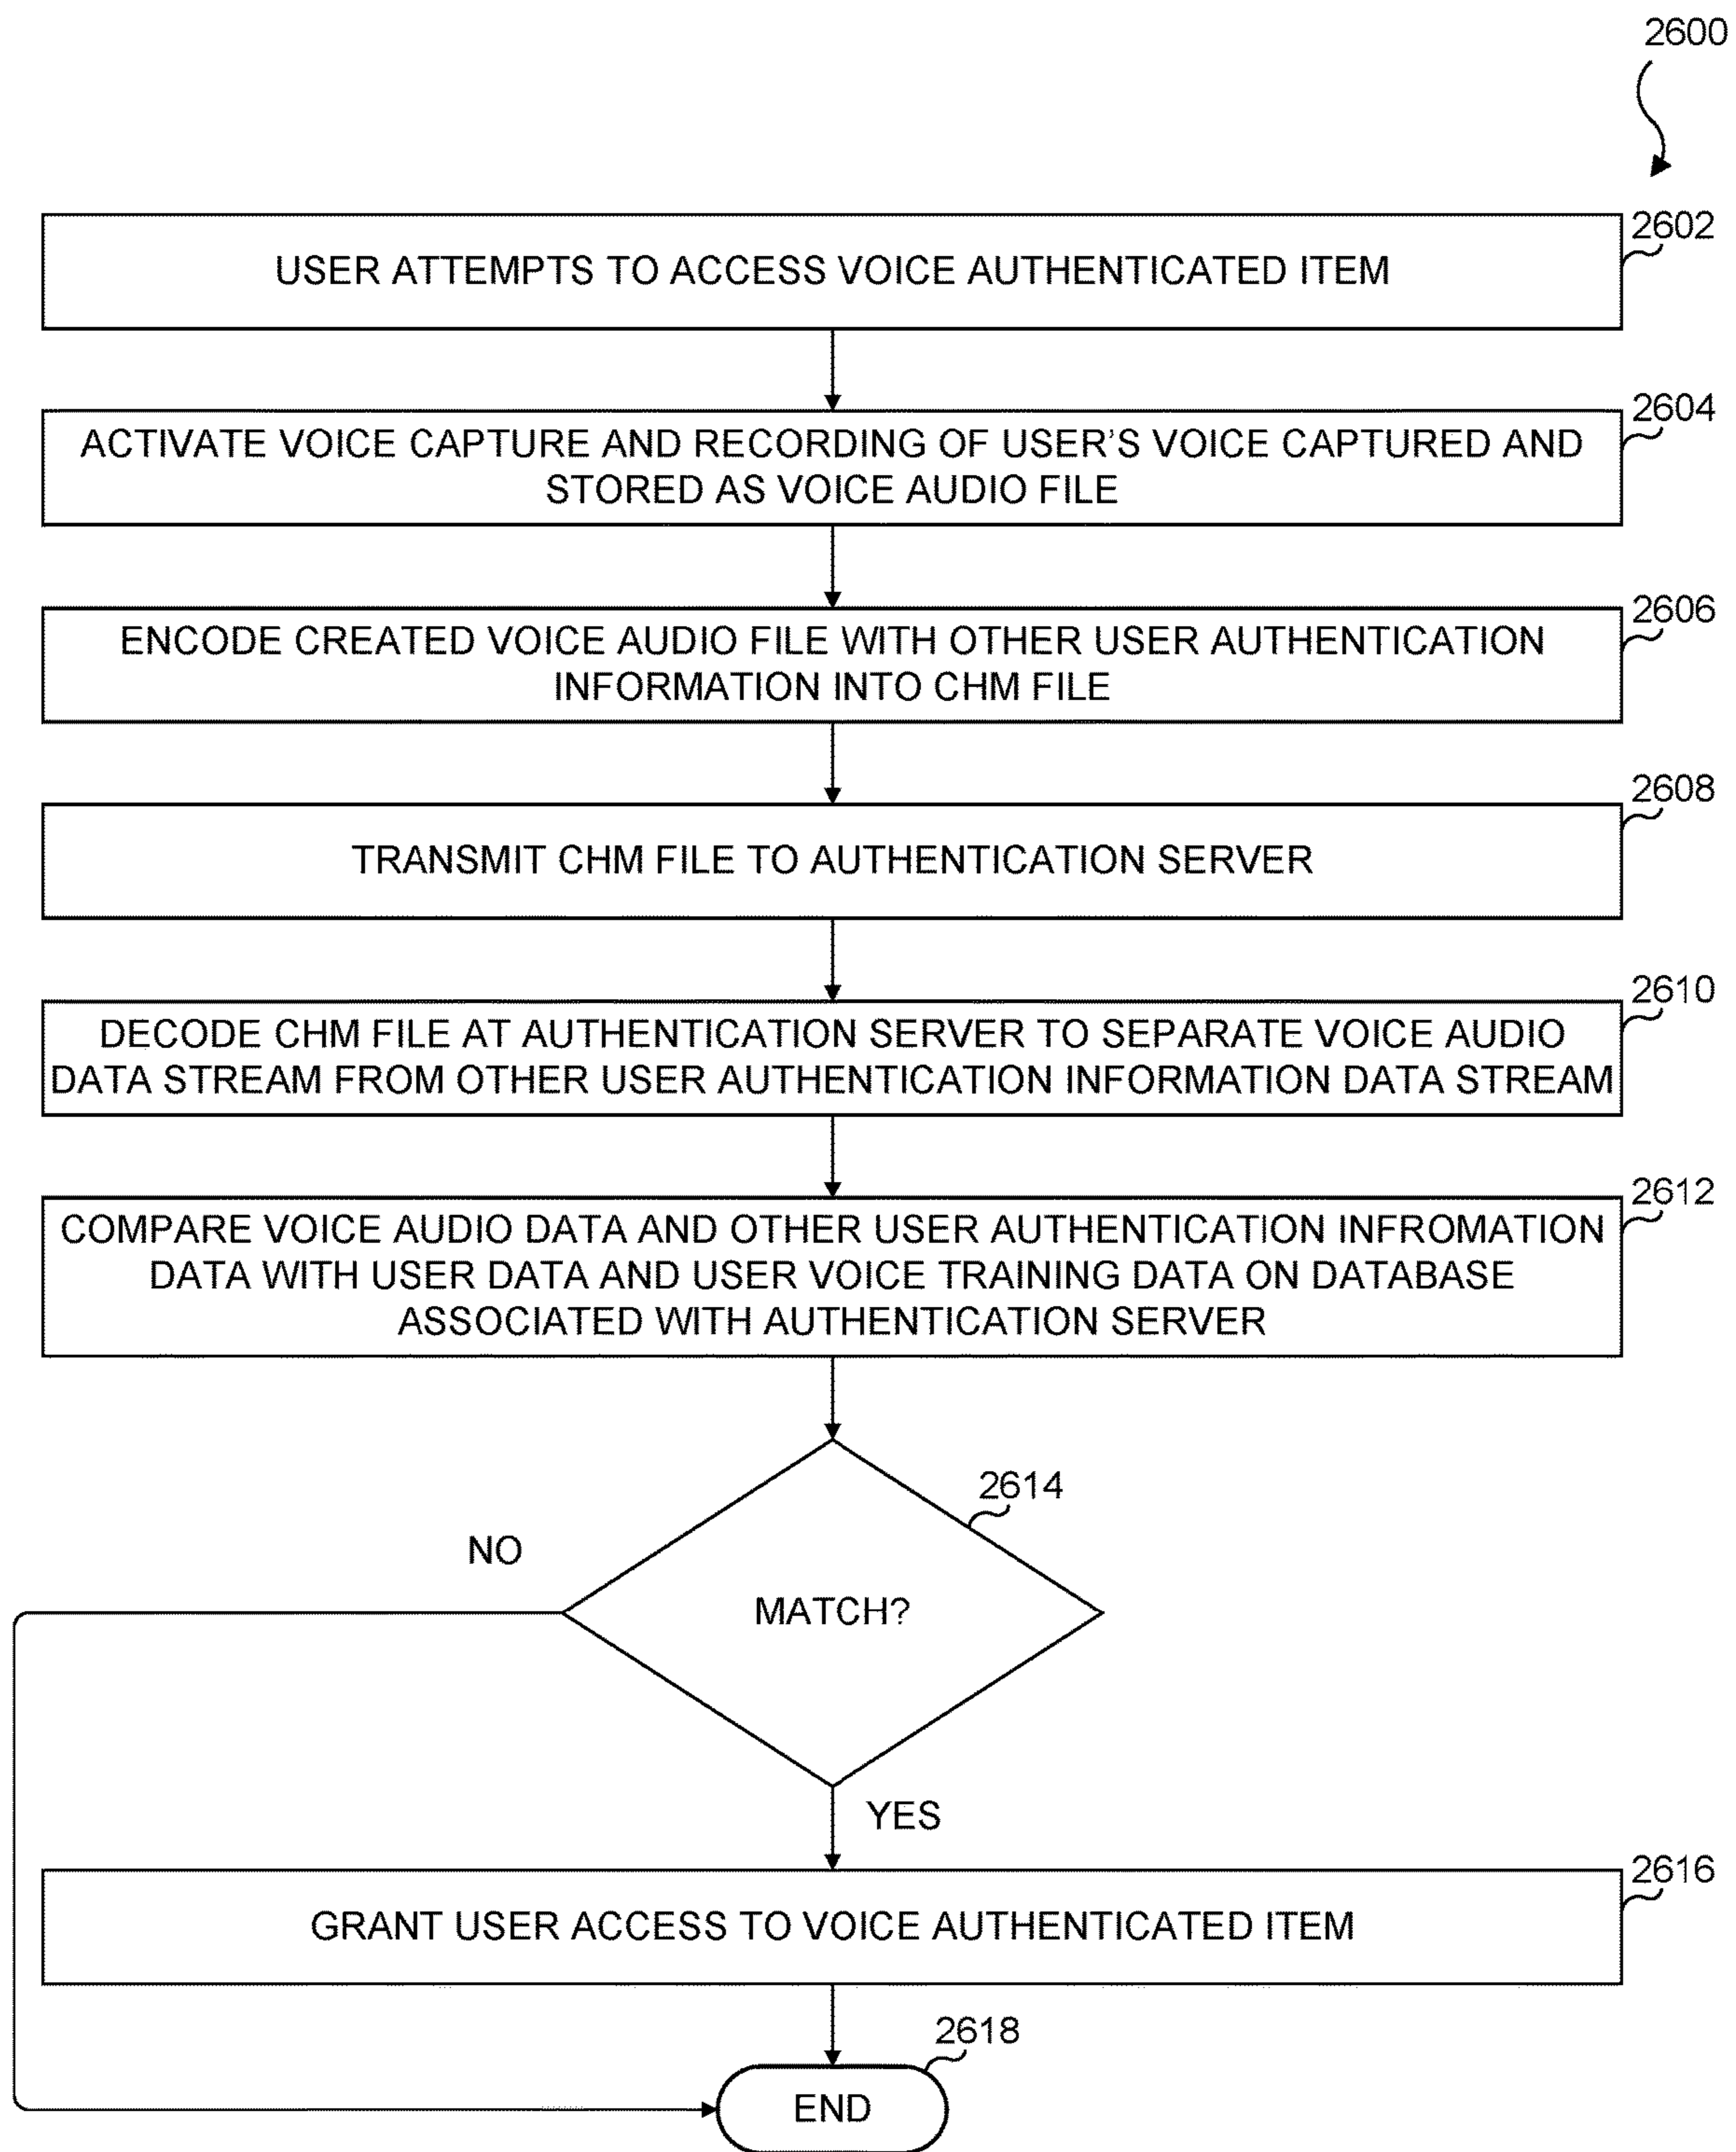 2600
2602
USER ATTEMPTS TO ACCESS VOICE AUTHENTICATED ITEM
2604
ACTIVATE VOICE CAPTURE AND RECORDING OF USER'S VOICE CAPTURED AND
STORED AS VOICE AUDIO FILE
2606
ENCODE CREATED VOICE AUDIO FILE WITH OTHER USER AUTHENTICATION
INFORMATION INTO CHM FILE
2608
TRANSMIT CHM FILE TO AUTHENTICATION SERVER
2610
DECODE CHM FILE AT AUTHENTICATION SERVER TO SEPARATE VOICE AUDIO
DATA STREAM FROM OTHER USER AUTHENTICATION INFORMATION DATA STREAM
2612
COMPARE VOICE AUDIO DATA AND OTHER USER AUTHENTICATION INFROMATION
DATA WITH USER DATA AND USER VOICE TRAINING DATA ON DATABASE
ASSOCIATED WITH AUTHENTICATION SERVER
2614
NO
MATCH?
YES
2616
GRANT USER ACCESS TO VOICE AUTHENTICATED ITEM
2618
END